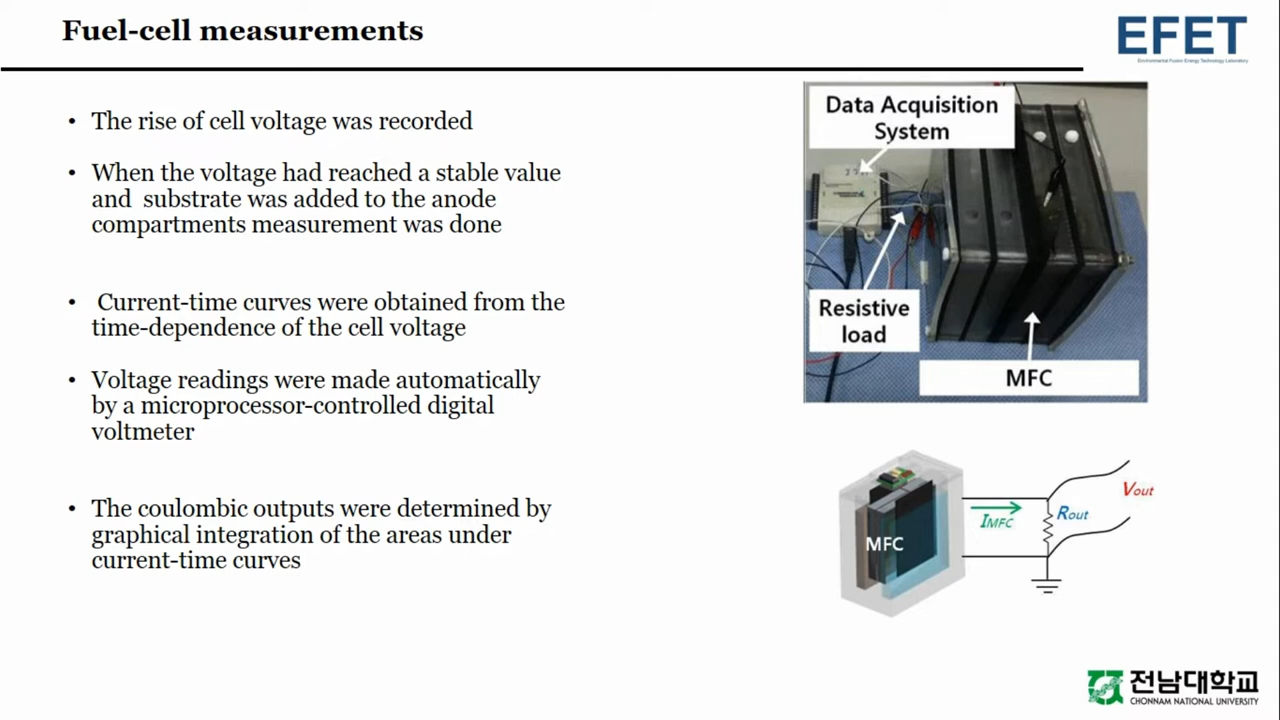 Fuel-cell measurements
EFET
Environmental Fusion Energy Technology Laboratory
• The rise of cell voltage was recorded
• When the voltage had reached a stable value
and substrate was added to the anode
compartments measurement was done
• Current-time curves were obtained from the
time-dependence of the cell voltage
• Voltage readings were made automatically
by a microprocessor-controlled digital
voltmeter
• The coulombic outputs were determined by
graphical integration of the areas under
current-time curves
Data Acquisition
System
Resistive
load
MFC
MFC
IMFC
Rout
Vout
전남대학교
CHONNAM NATIONAL UNIVERSITY